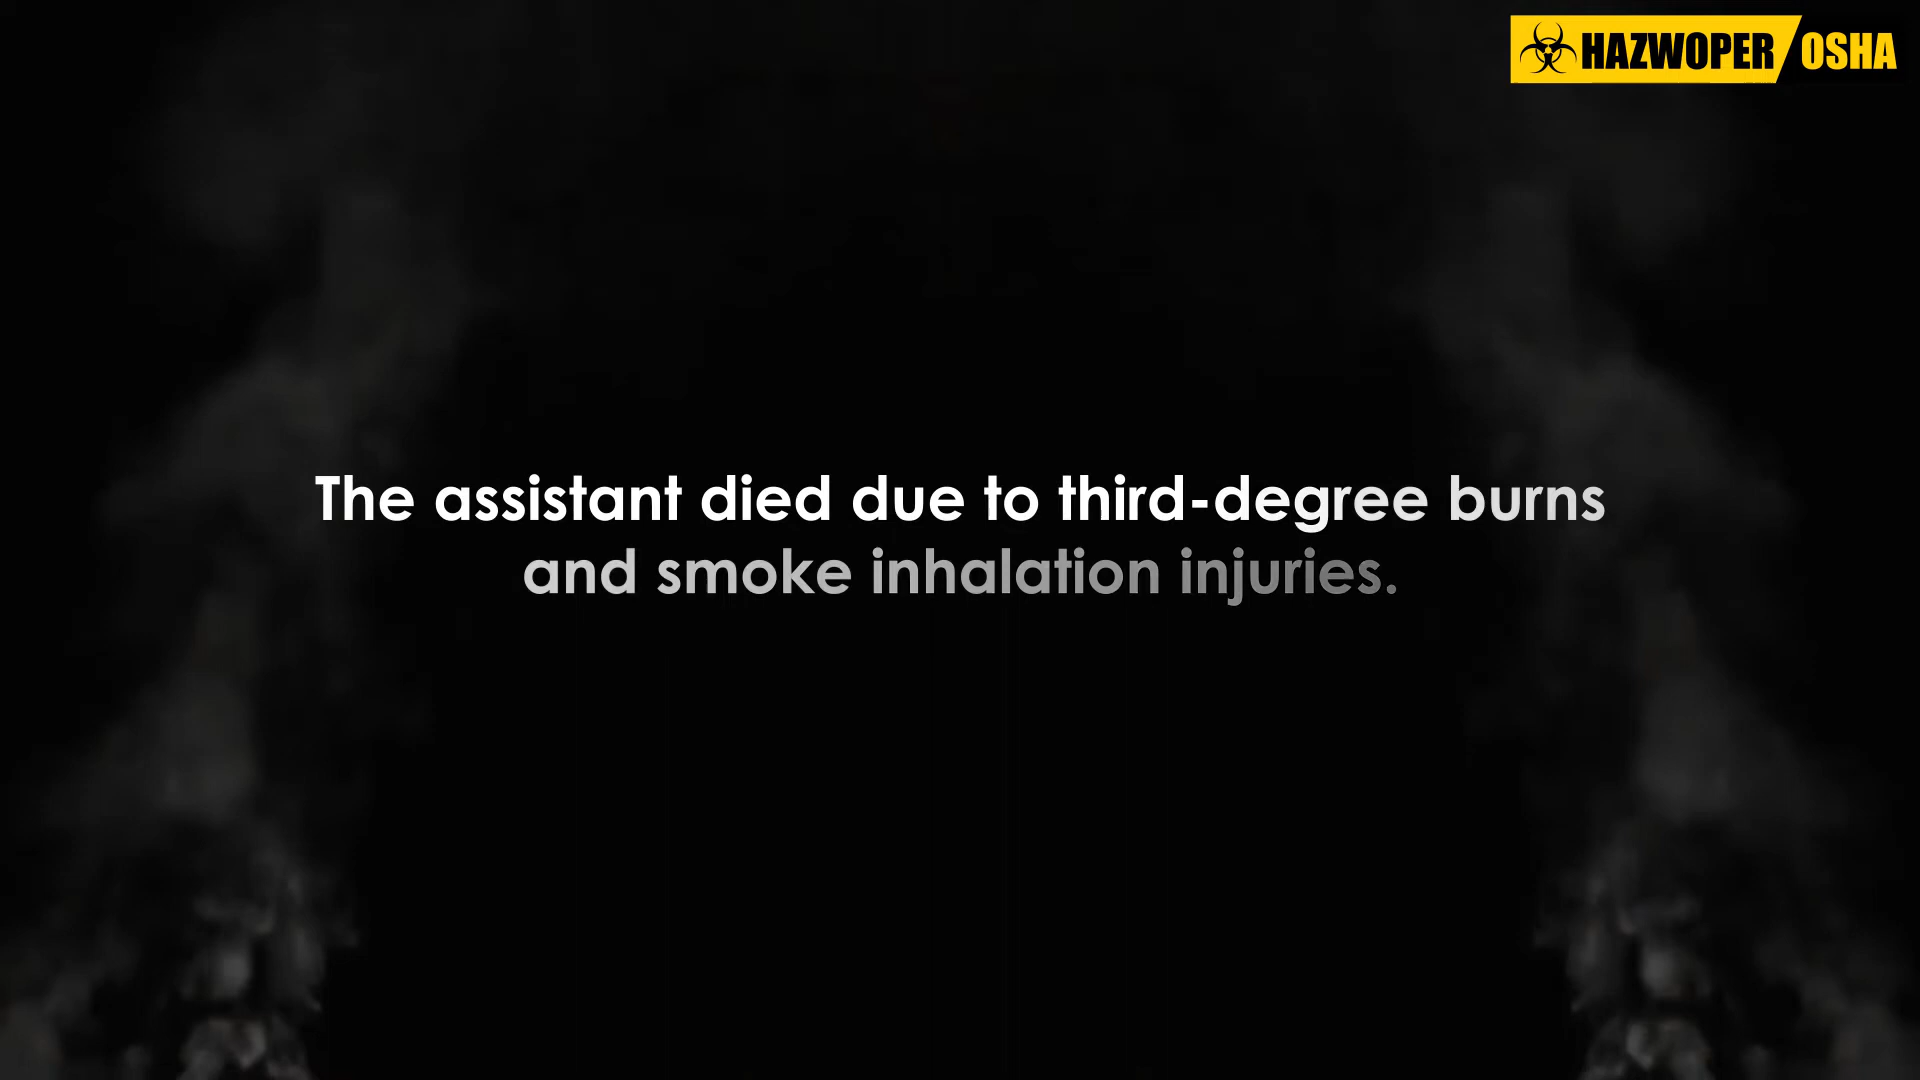 HAZWOPER OSHA
The assistant died due to third-degree burns
and smoke inhalation injuries.